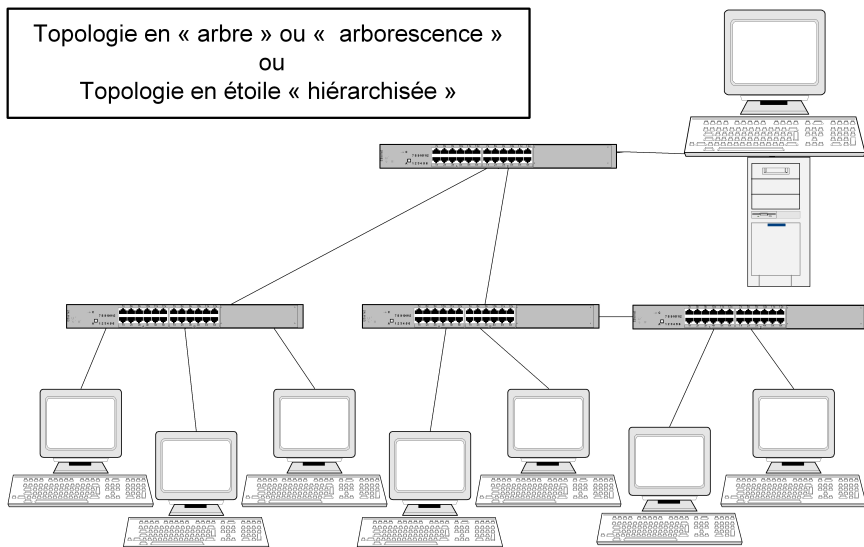 Topologie en « arbre » ou «  arborescence »
ou
Topologie en étoile « hiérarchisée »